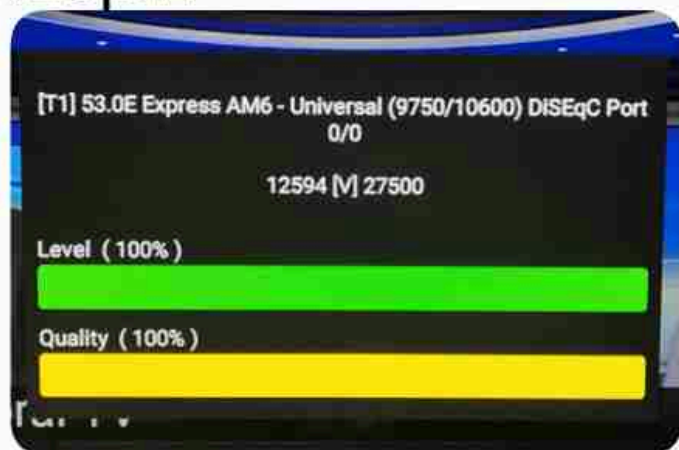 [T1] 53.0E Express AM6 - Universal (9750/10600) DISEqC Port
0/0
12594 [V] 27500
Level ( 100% )
Quality ( 100% )